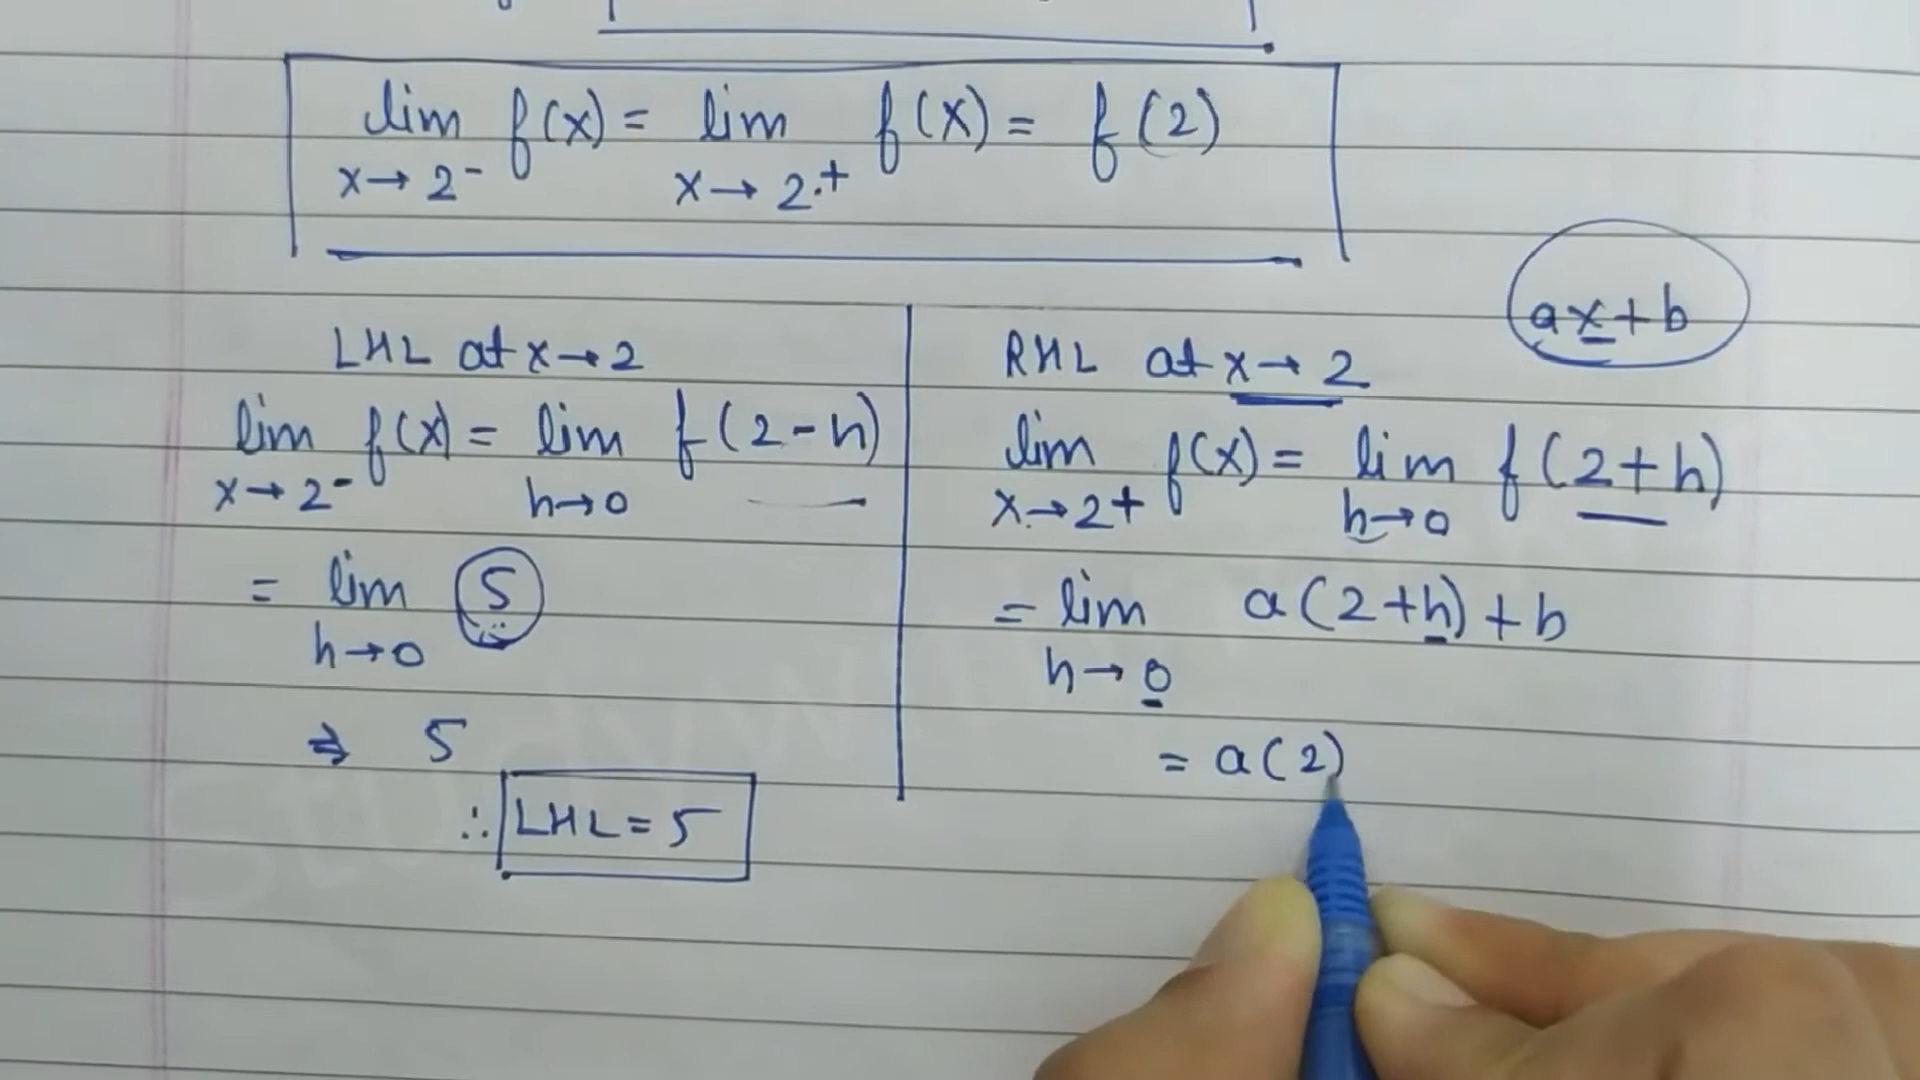 lim f(x) = lim f(x) = f(2)
x→2⁻ x→2⁺
ax+b
LHL at x→2
lim f(x) = lim f(2-h)
x→2⁻ h→0
= lim 5
h→0
⇒ 5
∴ LHL = 5
RHL at x→2
lim f(x) = lim f(2+h)
x→2+ h→0
= lim a(2+h)+b
h→0
= a(2)